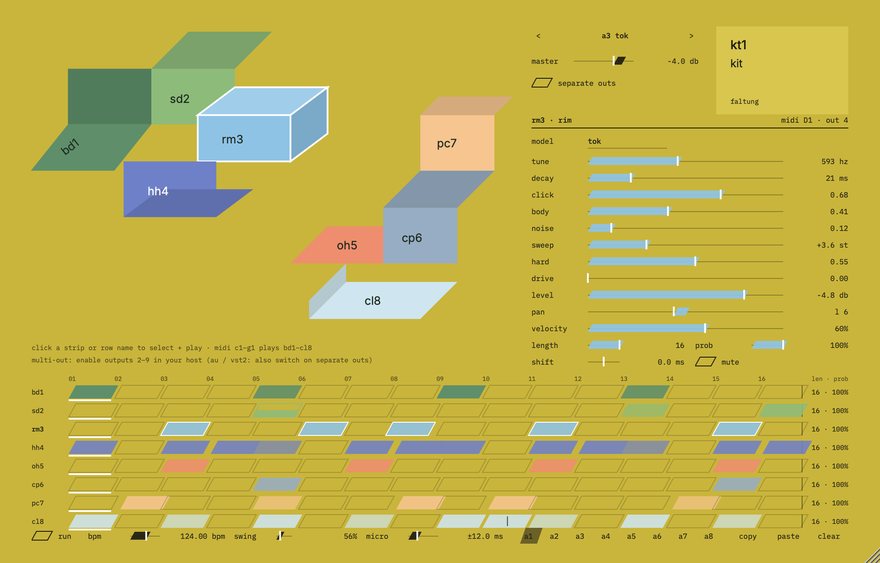 < a3 tok >
kt1
kit
faltung
master -4.0 db
separate outs
rm3 · rim midi D1 · out 4
model tok
tune 593 hz
decay 21 ms
click 0.68
body 0.41
noise 0.12
sweep +3.6 st
hard 0.55
drive 0.00
level -4.8 db
pan l 6
velocity 60%
length 16 prob 100%
shift 0.0 ms mute
bd1
sd2
rm3
hh4
pc7
oh5
cp6
cl8
click a strip or row name to select + play · midi c1–g1 plays bd1–cl8
multi-out: enable outputs 2–9 in your host (au / vst2: also switch on separate outs)
01 02 03 04 05 06 07 08 09 10 11 12 13 14 15 16 len · prob
bd1 16 · 100%
sd2 16 · 100%
rm3 16 · 100%
hh4 16 · 100%
oh5 16 · 100%
cp6 16 · 100%
pc7 16 · 100%
cl8 16 · 100%
run bpm 124.00 bpm swing 56% micro ±12.0 ms a1 a2 a3 a4 a5 a6 a7 a8 copy paste clear